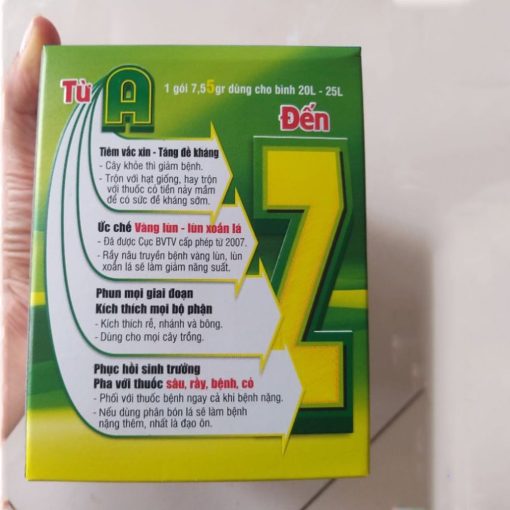 Từ A
1 gói 7,55gr dùng cho bình 20L - 25L
Đến
Z
Tiêm vắc xin - Tăng đề kháng
- Cây khỏe thì giảm bệnh.
- Trộn với hạt giống, hay trộn
với thuốc có tiền nảy mầm
để có sức đề kháng sớm.
Ức chế Vàng lùn - lùn xoắn lá
- Đã được Cục BVTV cấp phép từ 2007.
- Rầy nâu truyền bệnh vàng lùn, lùn
xoắn lá sẽ làm giảm năng suất.
Phun mọi giai đoạn
Kích thích mọi bộ phận
- Kích thích rễ, nhánh và bông.
- Dùng cho mọi cây trồng.
Phục hồi sinh trưởng
Pha với thuốc sâu, rầy, bệnh, cỏ
- Phối với thuốc bệnh ngay cả khi bệnh nặng.
- Nếu dùng phân bón lá sẽ làm bệnh
nặng thêm, nhất là đạo ôn.